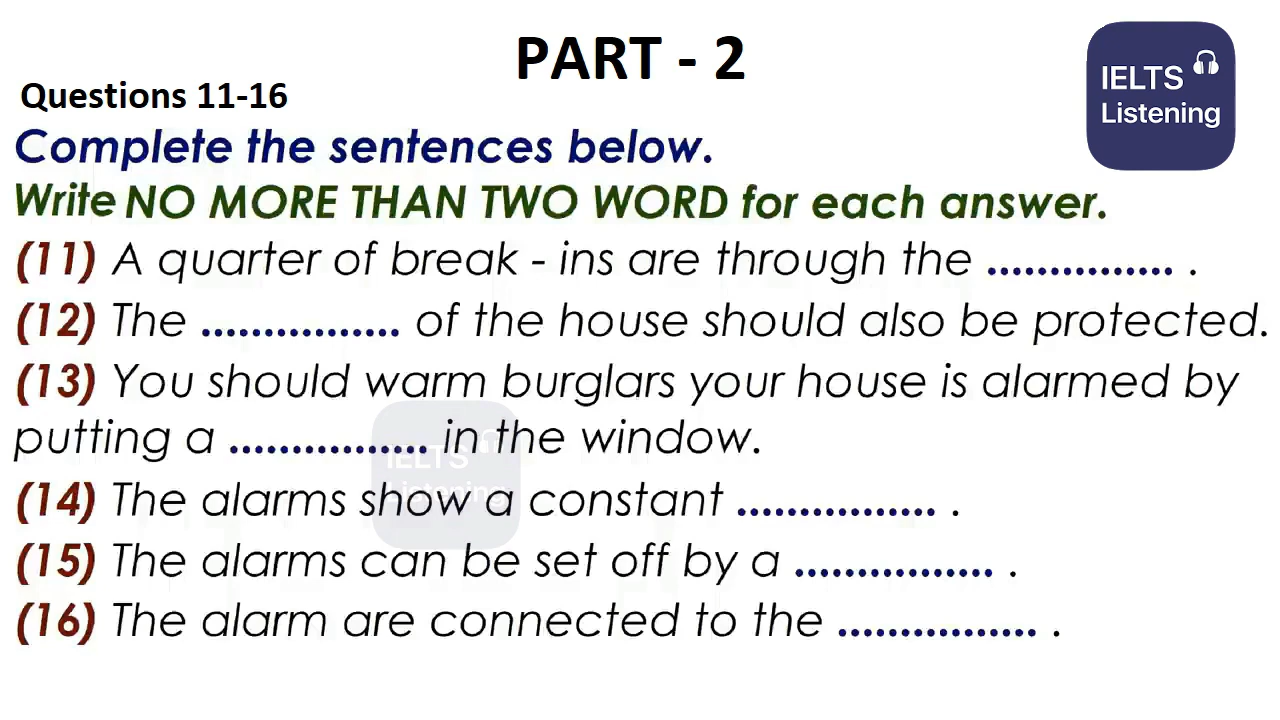 PART - 2
IELTS
Listening
Questions 11-16
Complete the sentences below.
Write NO MORE THAN TWO WORD for each answer.
(11) A quarter of break - ins are through the ............... .
(12) The ................ of the house should also be protected.
(13) You should warm burglars your house is alarmed by
putting a ................ in the window.
IELTS
Listening
(14) The alarms show a constant ................ .
(15) The alarms can be set off by a ................ .
(16) The alarm are connected to the ................ .